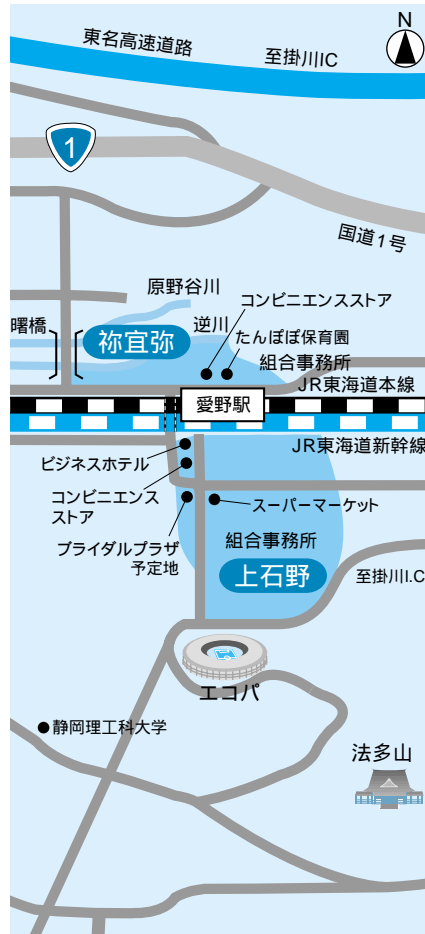 N
東名高速道路
至掛川IC
1
国道1号
原野谷川
コンビニエンスストア
曙橋
祢宜弥
逆川
たんぽぽ保育園
組合事務所
JR東海道本線
愛野駅
JR東海道新幹線
ビジネスホテル
コンビニエンス
ストア
スーパーマーケット
ブライダルプラザ
予定地
組合事務所
上石野
至掛川I.C
エコパ
静岡理工科大学
法多山